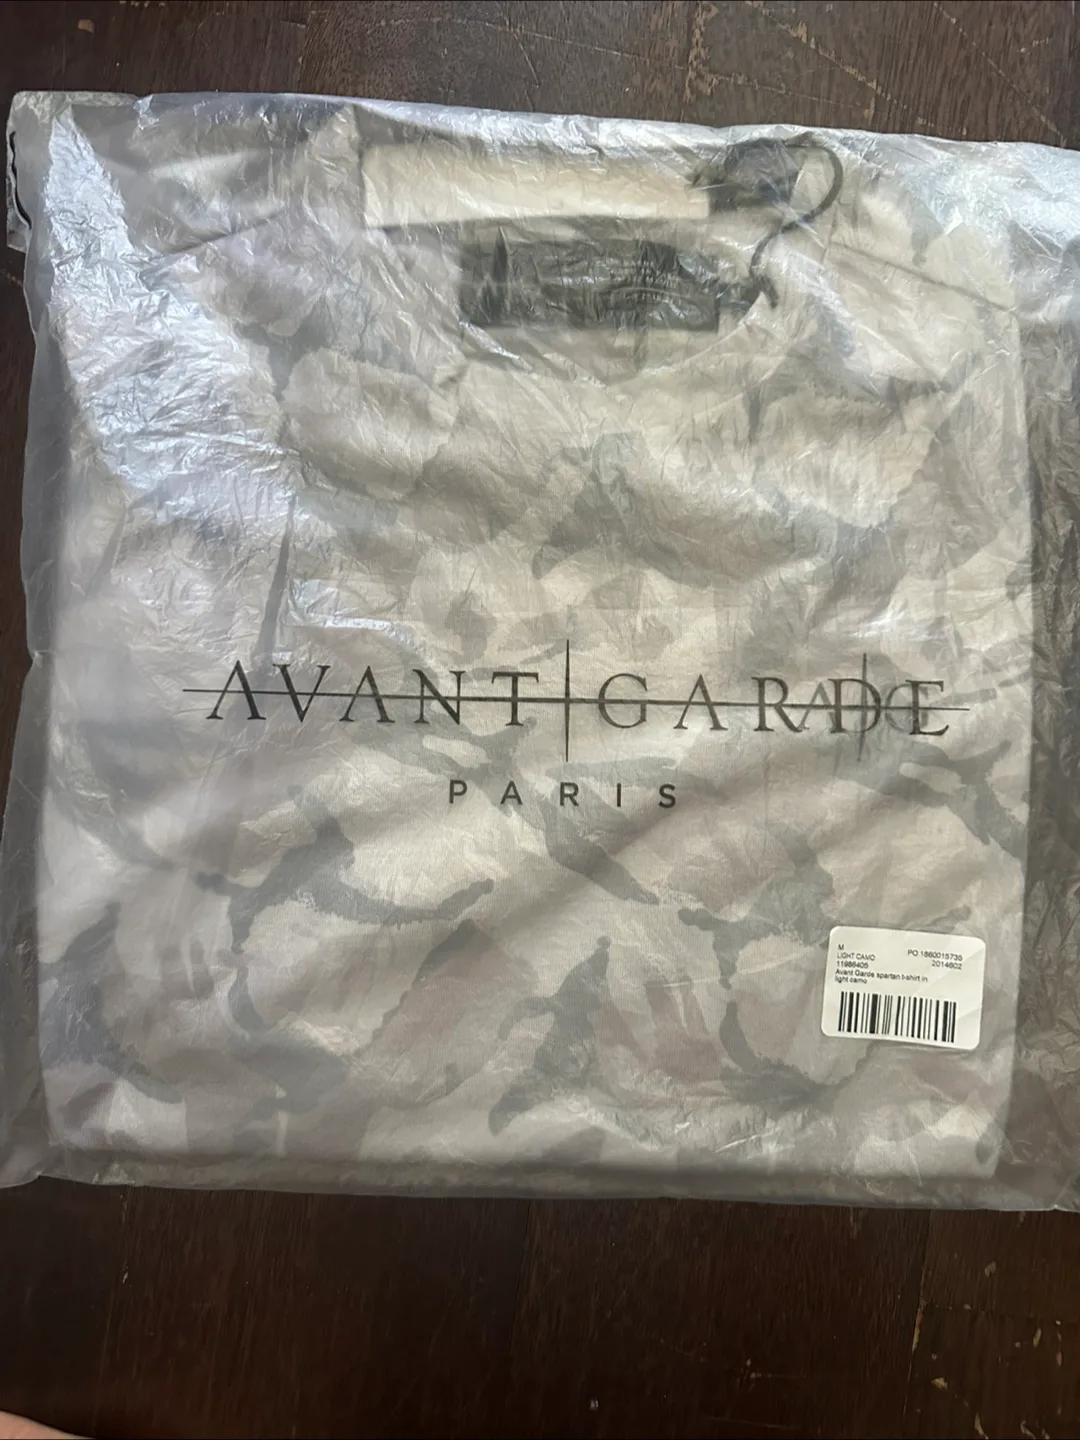 AVANT GARDE
PARIS
M
LIGHT CAMO
11986405
Avant Garde spartan t-shirt in
light camo
PO.1860015735
2014602